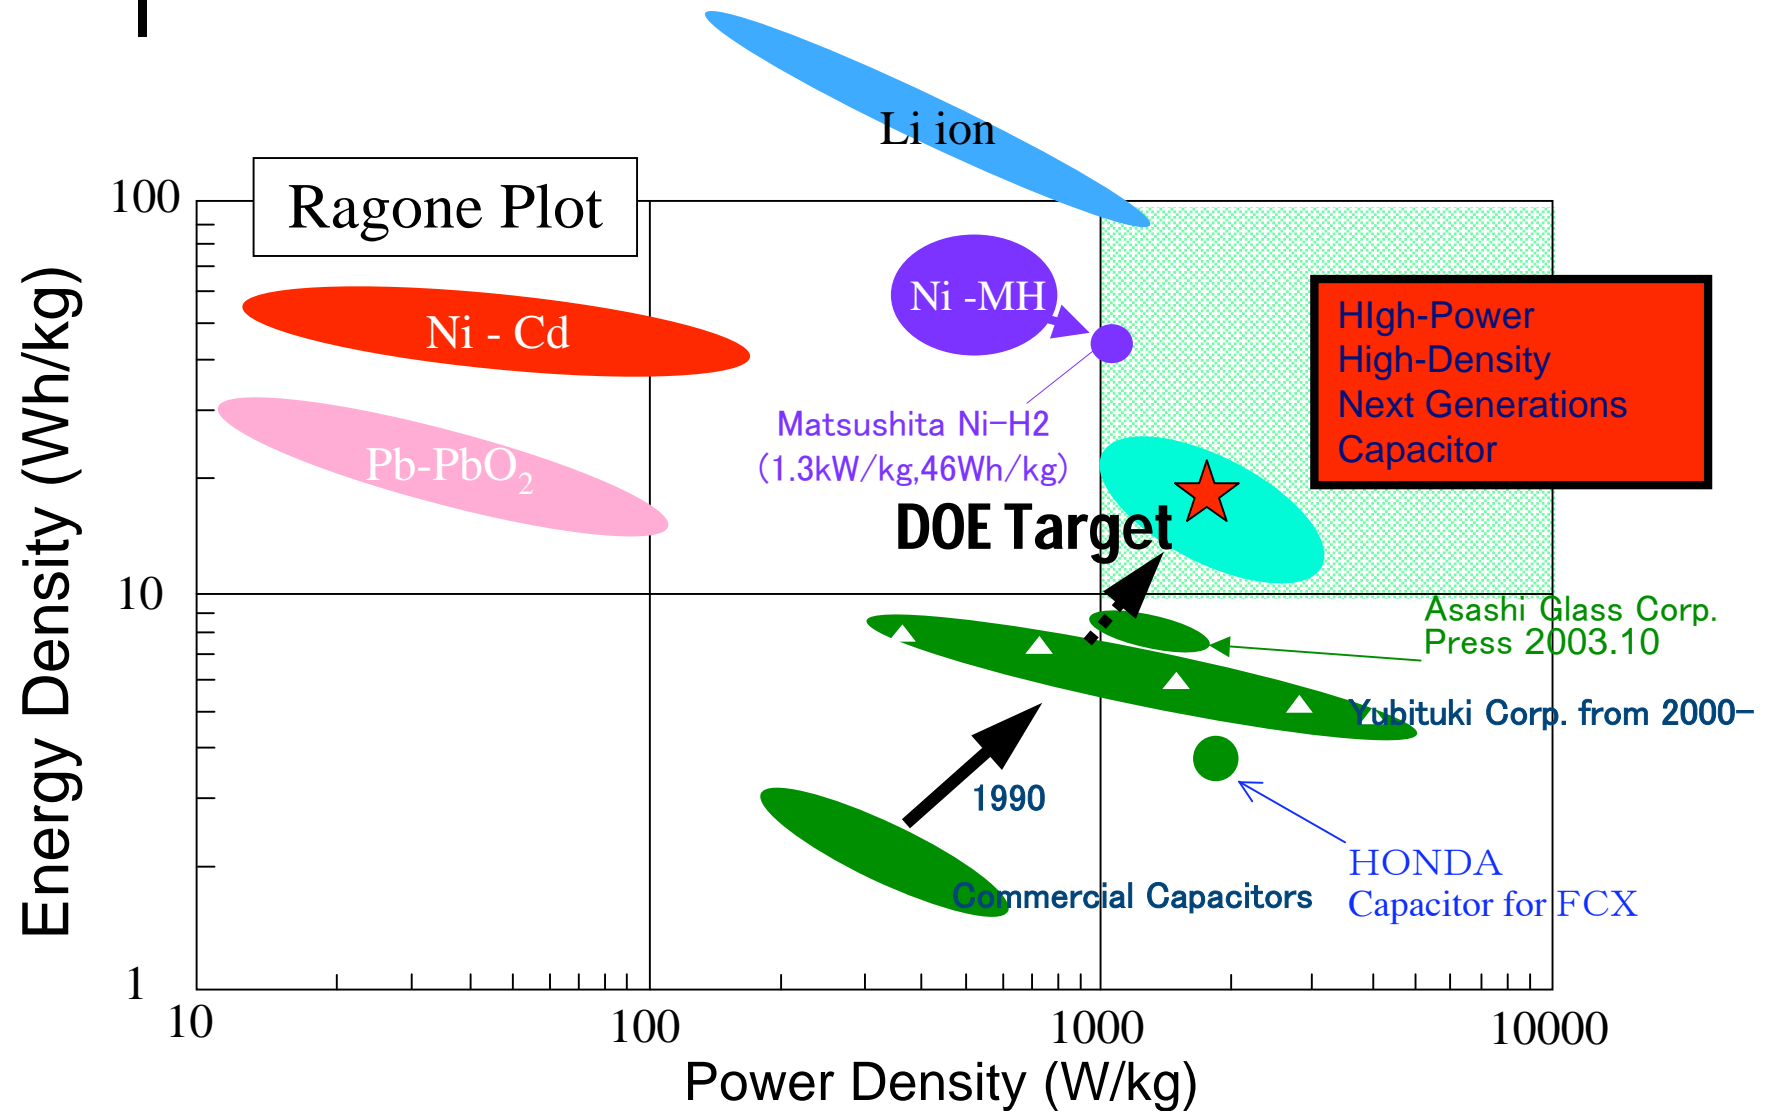 Li ion
100
Ragone Plot
Ni -MH
HIgh-Power
High-Density
Next Generations
Capacitor
Ni - Cd
Matsushita Ni-H2
(1.3kW/kg,46Wh/kg)
Pb-PbO₂
DOE Target
10
Asashi Glass Corp.
Press 2003.10
Yubituki Corp. from 2000-
1990
HONDA
Capacitor for FCX
Commercial Capacitors
1
10
100
1000
10000
Power Density (W/kg)
Energy Density (Wh/kg)